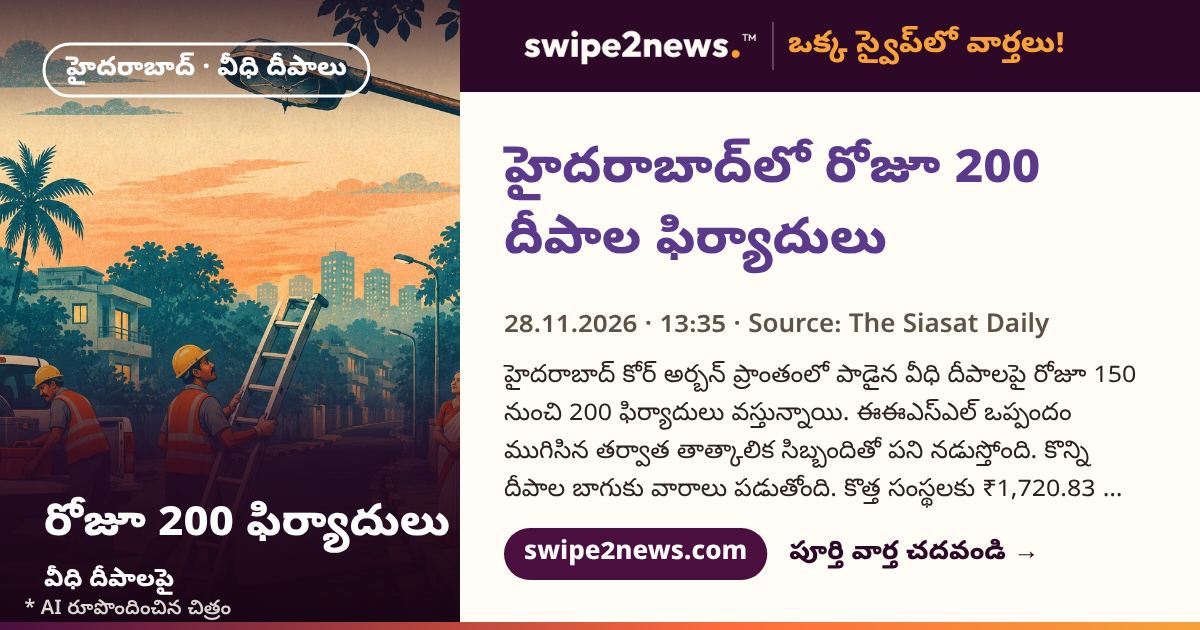 హైదరాబాద్ · వీధి దీపాలు
రోజూ 200 ఫిర్యాదులు
వీధి దీపాలపై
* AI రూపొందించిన చిత్రం
swipe2news.™
ఒక్క స్వైప్‌లో వార్తలు!
హైదరాబాద్‌లో రోజూ 200
దీపాల ఫిర్యాదులు
28.11.2026 · 13:35 · Source: The Siasat Daily
హైదరాబాద్ కోర్ అర్బన్ ప్రాంతంలో పాడైన వీధి దీపాలపై రోజూ 150
నుంచి 200 ఫిర్యాదులు వస్తున్నాయి. ఈఈఎస్ఎల్ ఒప్పందం
ముగిసిన తర్వాత తాత్కాలిక సిబ్బందితో పని నడుస్తోంది. కొన్ని
దీపాల బాగుకు వారాలు పడుతోంది. కొత్త సంస్థలకు ₹1,720.83 ...
swipe2news.com
పూర్తి వార్త చదవండి →